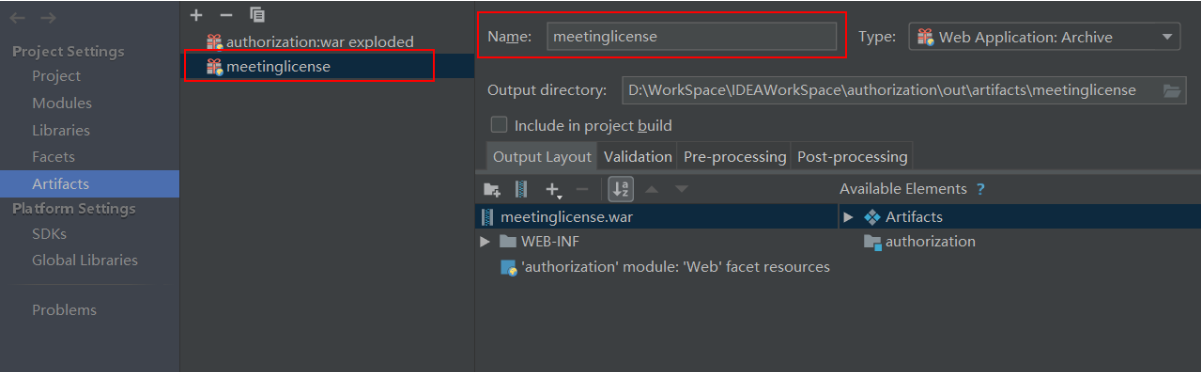 Project Settings
Project
Modules
Libraries
Facets
Artifacts
Platform Settings
SDKs
Global Libraries
Problems
authorization:war exploded
meetinglicense
Name: meetinglicense Type: Web Application: Archive
Output directory: D:\WorkSpace\IDEAWorkSpace\authorization\out\artifacts\meetinglicense
Include in project build
Output Layout Validation Pre-processing Post-processing
Available Elements ?
meetinglicense.war
WEB-INF
'authorization' module: 'Web' facet resources
Artifacts
authorization